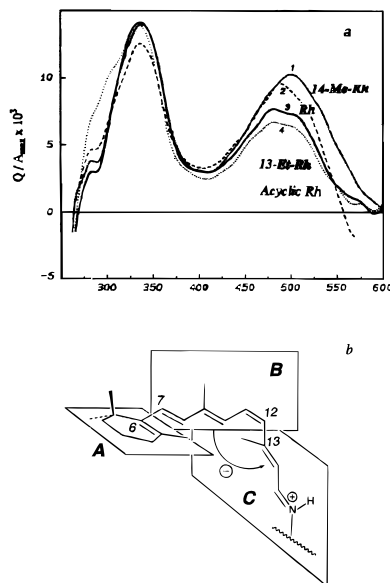 a
Q / A_max x 10^3
10
5
0
-5
300
350
400
450
500
550
600
1
14-Me-Rh
2
Rh
3
4
13-Et-Rh
Acyclic Rh
b
B
7
12
6
13
A
−
C
+
N
H